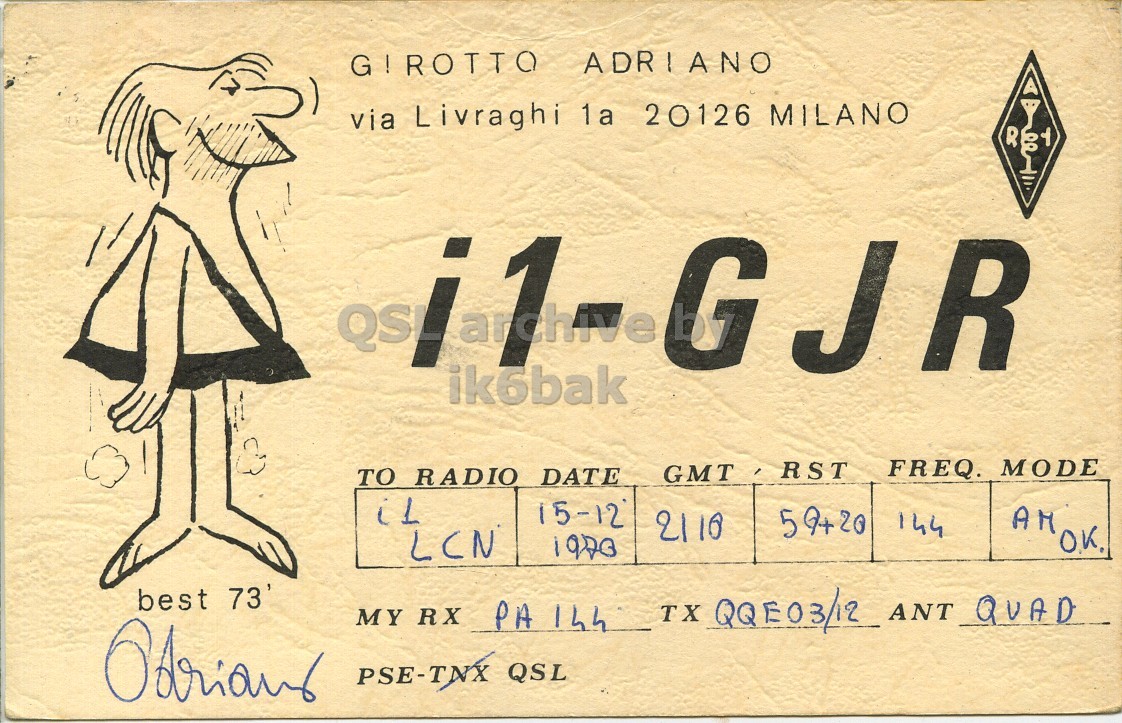 GIROTTO ADRIANO
via Livraghi 1a 20126 MILANO
A
R 1
i1-GJR
QSL archive by
ik6bak
TO RADIO DATE GMT RST FREQ. MODE
i1 LCN 15-12 1970 2110 59+20 144 AM OK.
best 73'
MY RX PA 144 TX QQE03/12 ANT QUAD
Adriano
PSE-TNX QSL